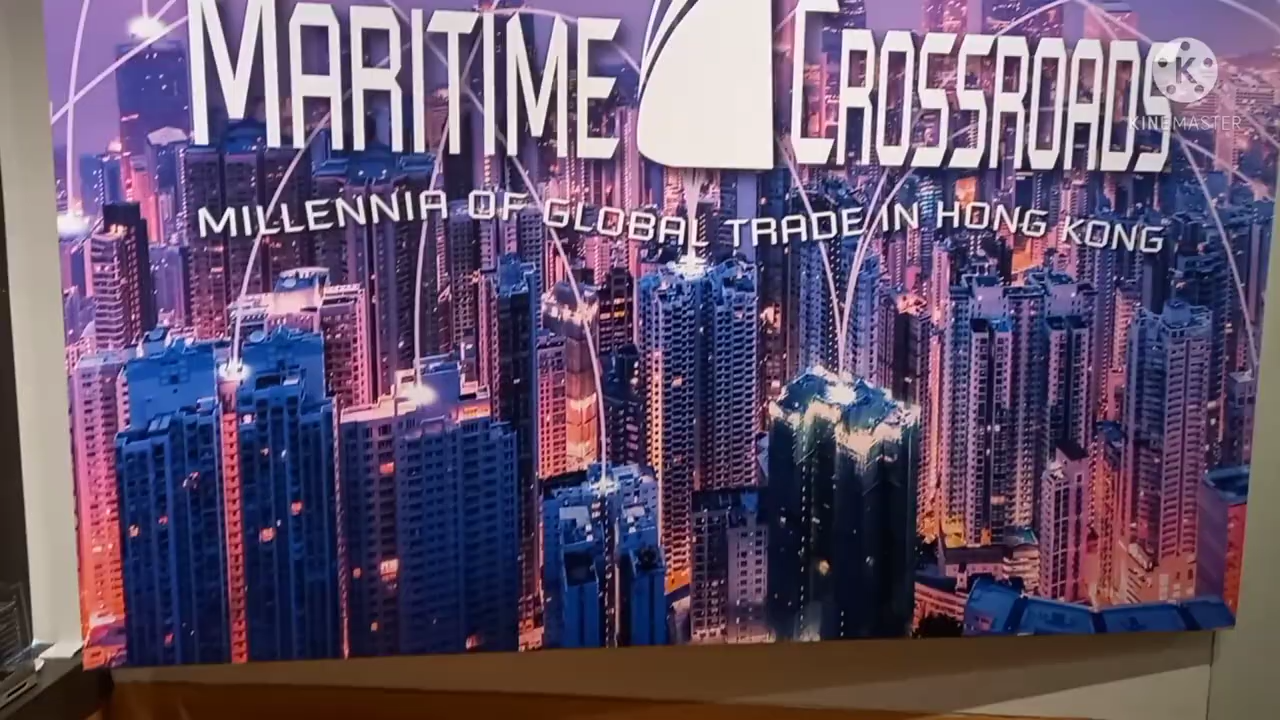 MARITIME CROSSROADS
K
KINEMASTER
MILLENNIA OF GLOBAL TRADE IN HONG KONG